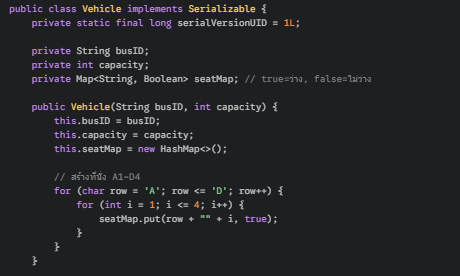 public class Vehicle implements Serializable {
    private static final long serialVersionUID = 1L;
    private String busID;
    private int capacity;
    private Map<String, Boolean> seatMap; // true=ว่าง, false=ไม่ว่าง
    public Vehicle(String busID, int capacity) {
        this.busID = busID;
        this.capacity = capacity;
        this.seatMap = new HashMap<>();
        // สร้างที่นั่ง A1-D4
        for (char row = 'A'; row <= 'D'; row++) {
            for (int i = 1; i <= 4; i++) {
                seatMap.put(row + "" + i, true);
            }
        }
    }